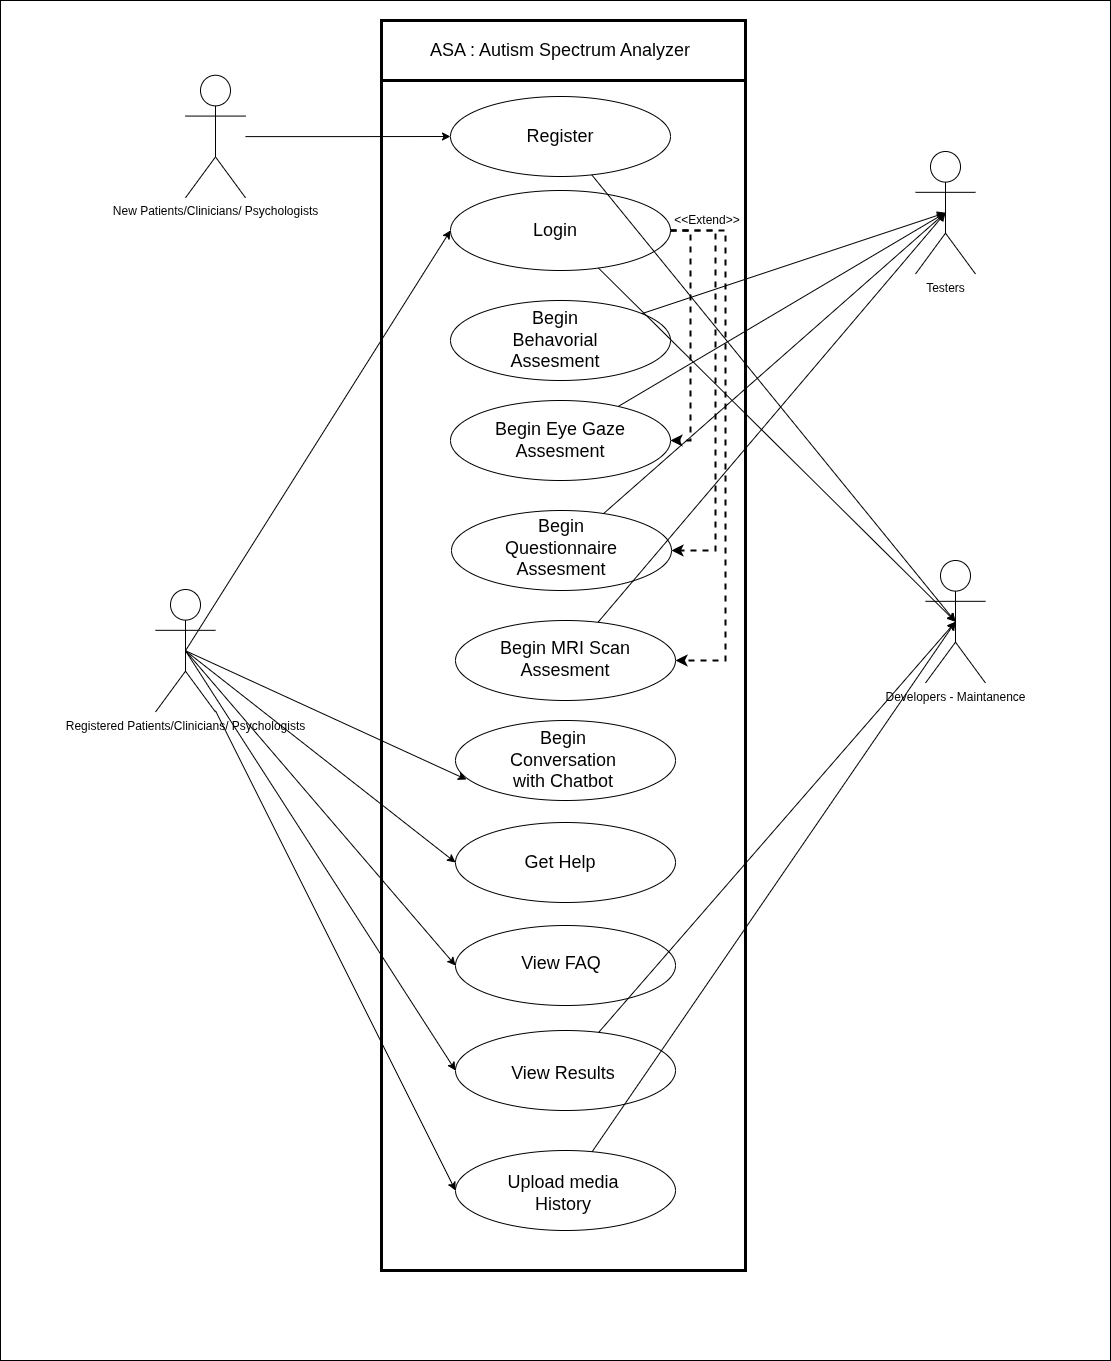 ASA : Autism Spectrum Analyzer
Register
New Patients/Clinicians/ Psychologists
Login
<<Extend>>
Testers
Begin
Behavorial
Assesment
Begin Eye Gaze
Assesment
Begin
Questionnaire
Assesment
Begin MRI Scan
Assesment
Developers - Maintanence
Registered Patients/Clinicians/ Psychologists
Begin
Conversation
with Chatbot
Get Help
View FAQ
View Results
Upload media
History